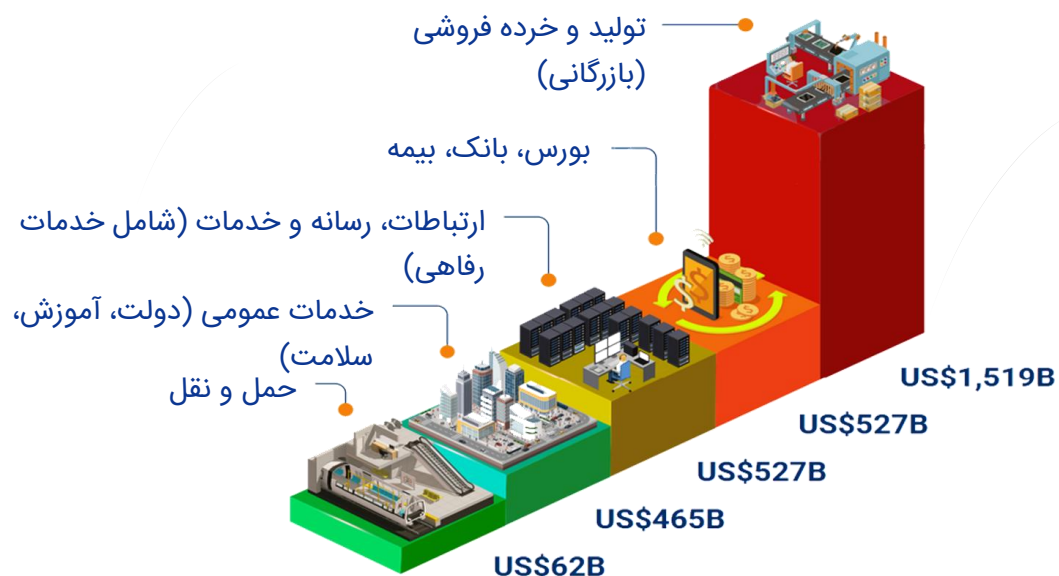 تولید و خرده فروشی
(بازرگانی)
بورس، بانک، بیمه
ارتباطات، رسانه و خدمات (شامل خدمات
رفاهی)
خدمات عمومی (دولت، آموزش،
سلامت)
حمل و نقل
US$1,519B
US$527B
US$527B
US$465B
US$62B